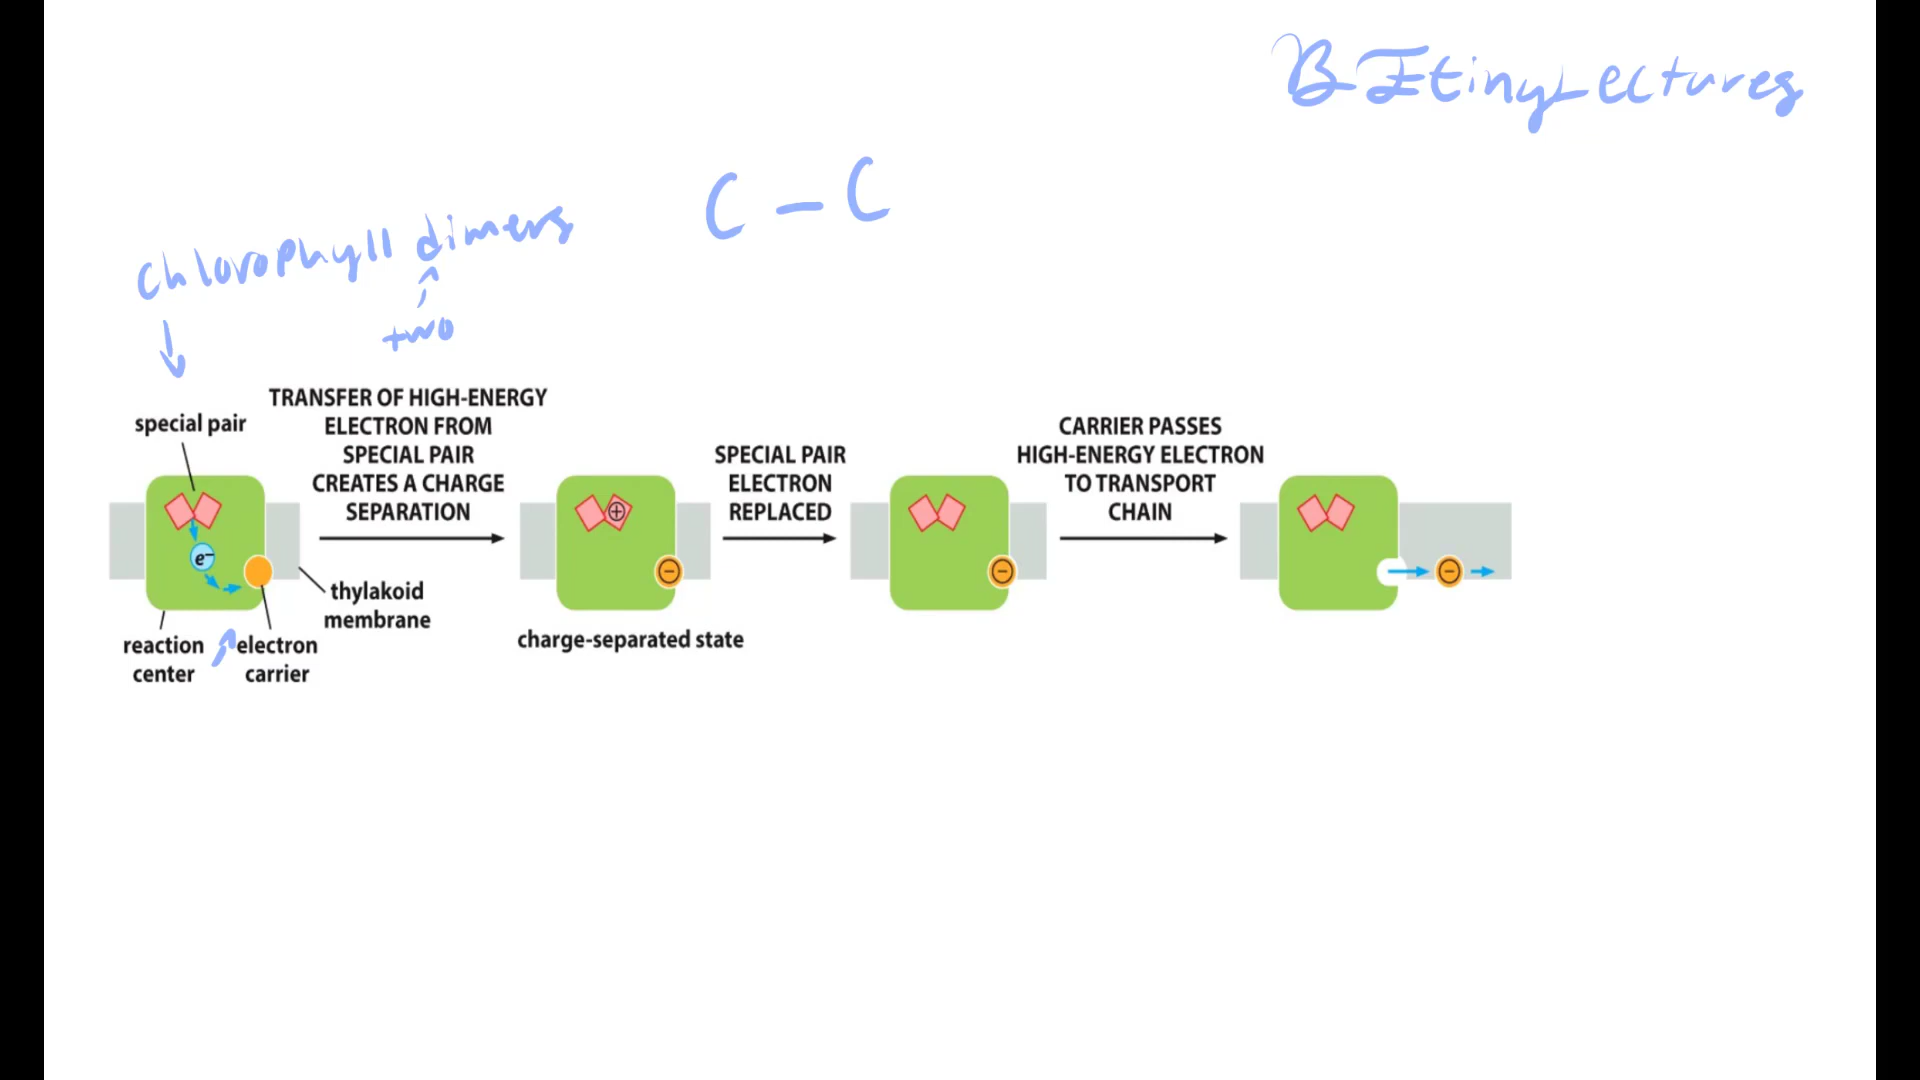 BItinyLectures
C – C
chlorophyll dimers
two
special pair
TRANSFER OF HIGH-ENERGY
ELECTRON FROM
SPECIAL PAIR
CREATES A CHARGE
SEPARATION
SPECIAL PAIR
ELECTRON
REPLACED
CARRIER PASSES
HIGH-ENERGY ELECTRON
TO TRANSPORT
CHAIN
e–
+
–
–
–
thylakoid
membrane
reaction
center
electron
carrier
charge-separated state